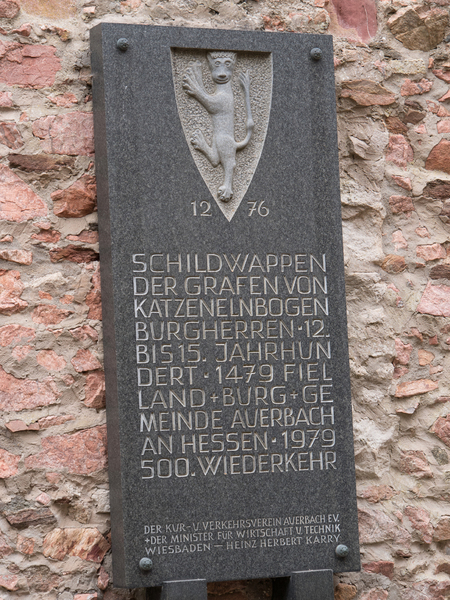 12 76
SCHILDWAPPEN
DER GRAFEN VON
KATZENELNBOGEN
BURGHERREN · 12.
BIS 15. JAHRHUN
DERT · 1479 FIEL
LAND + BURG + GE
MEINDE AUERBACH
AN HESSEN · 1979
500. WIEDERKEHR
DER KUR- U. VERKEHRSVEREIN AUERBACH E.V.
+ DER MINISTER FÜR WIRTSCHAFT U. TECHNIK
WIESBADEN – HEINZ HERBERT KARRY